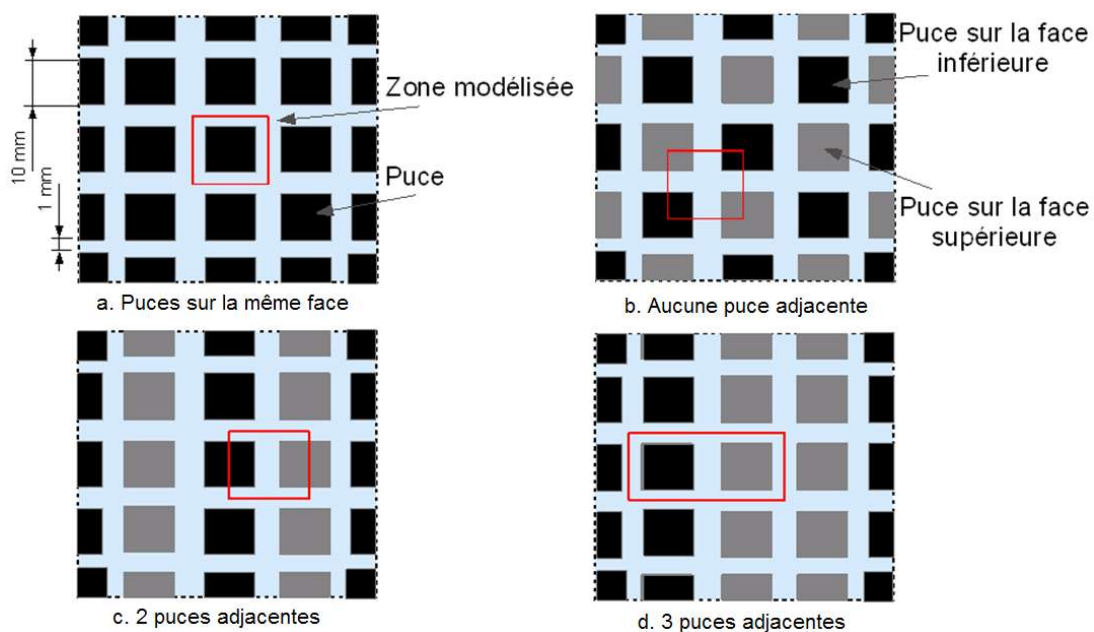 10 mm
1 mm
Zone modélisée
Puce
a. Puces sur la même face
Puce sur la face
inférieure
Puce sur la face
supérieure
b. Aucune puce adjacente
c. 2 puces adjacentes
d. 3 puces adjacentes